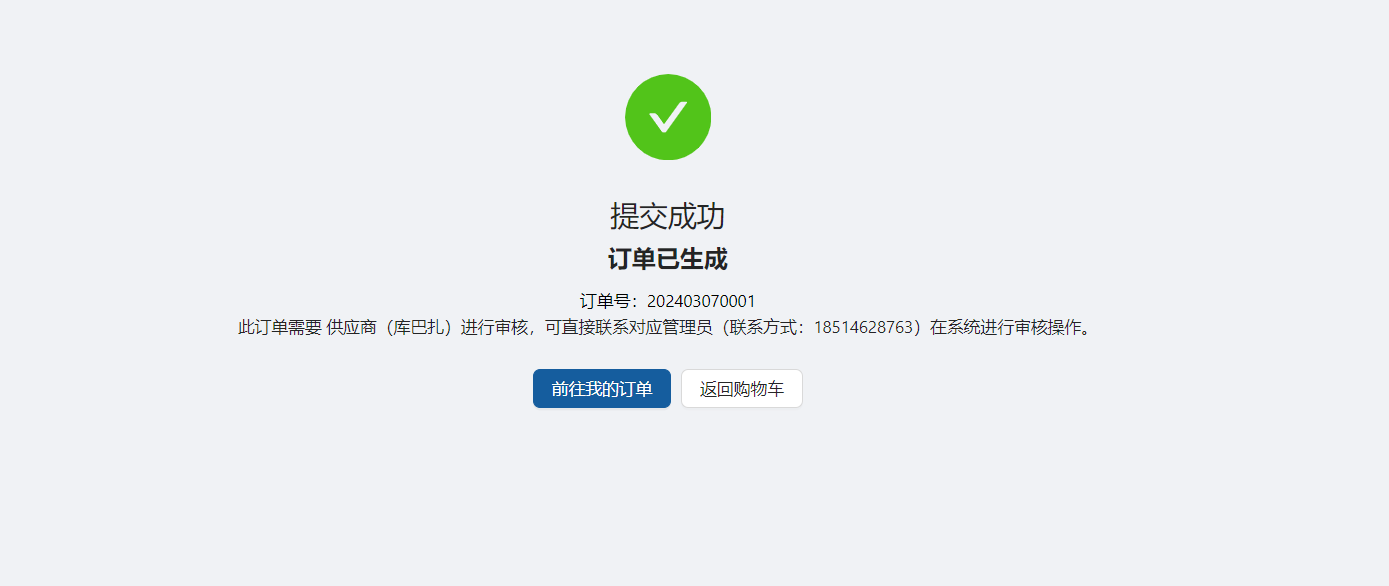 提交成功
订单已生成
订单号：202403070001
此订单需要 供应商（库巴扎）进行审核，可直接联系对应管理员（联系方式：18514628763）在系统进行审核操作。
前往我的订单 返回购物车